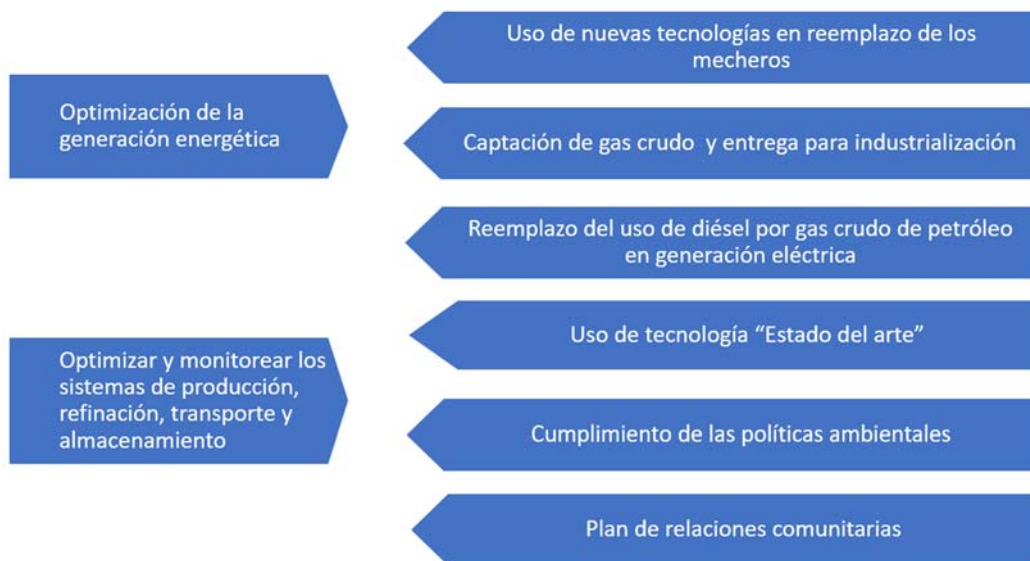 Optimización de la
generación energética
Optimizar y monitorear los
sistemas de producción,
refinación, transporte y
almacenamiento
Uso de nuevas tecnologías en reemplazo de los
mecheros
Captación de gas crudo y entrega para industrialización
Reemplazo del uso de diésel por gas crudo de petróleo
en generación eléctrica
Uso de tecnología “Estado del arte”
Cumplimiento de las políticas ambientales
Plan de relaciones comunitarias